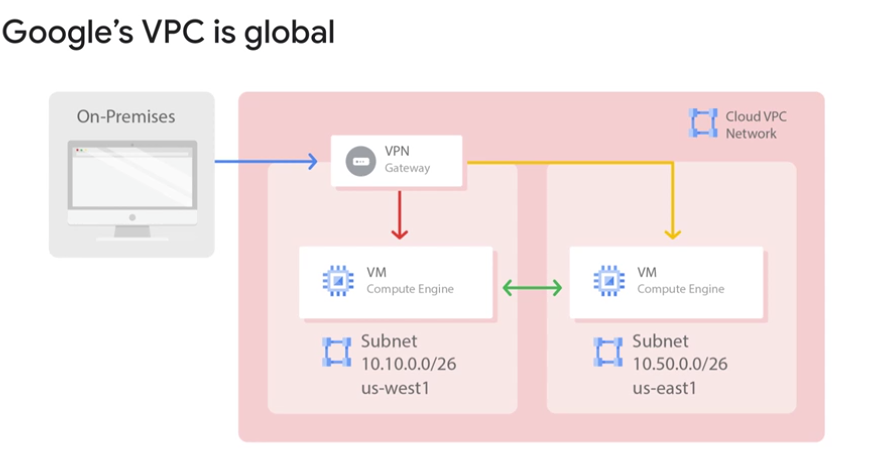 Google's VPC is global
On-Premises
Cloud VPC
Network
VPN
Gateway
VM
Compute Engine
VM
Compute Engine
Subnet
10.10.0.0/26
us-west1
Subnet
10.50.0.0/26
us-east1